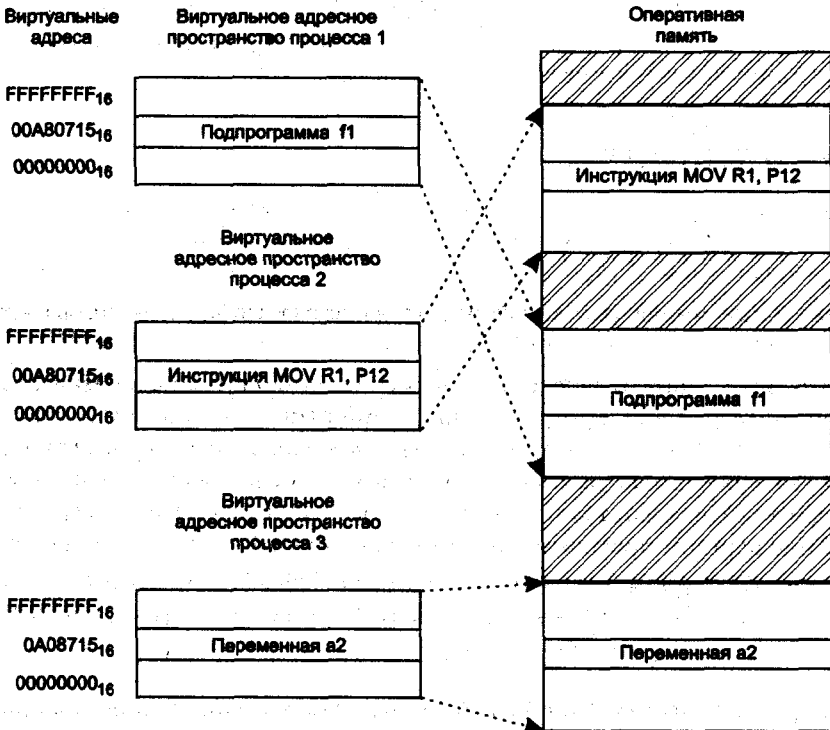 Виртуальные
адреса
Виртуальное адресное
пространство процесса 1
Оперативная
память
FFFFFFFF16
00A8071516
0000000016
Подпрограмма f1
Инструкция MOV R1, P12
Виртуальное
адресное пространство
процесса 2
FFFFFFFF16
00A8071516
0000000016
Инструкция MOV R1, P12
Подпрограмма f1
Виртуальное
адресное пространство
процесса 3
FFFFFFFF16
0A0871516
0000000016
Переменная a2
Переменная a2